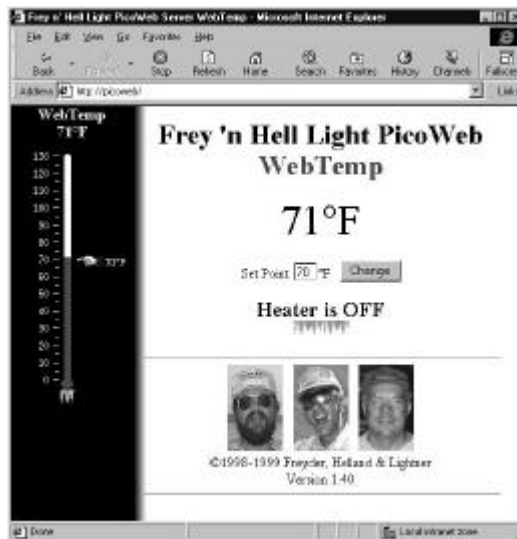 Frey 'n Hell Light PicoWeb Server WebTemp - Microsoft Internet Explorer
File Edit View Go Favorites Help
Back Stop Refresh Home Search Favorites History Channels Fullscreen
Address http://picoweb/ Links
WebTemp
71°F
130
120
110
100
90
80
70
60
50
40
30
20
10
0
71°F
Frey 'n Hell Light PicoWeb
WebTemp
71°F
Set Point 70 °F Change
Heater is OFF
©1998-1999 Freyder, Helland & Lightner
Version 1.40
Done Local intranet zone